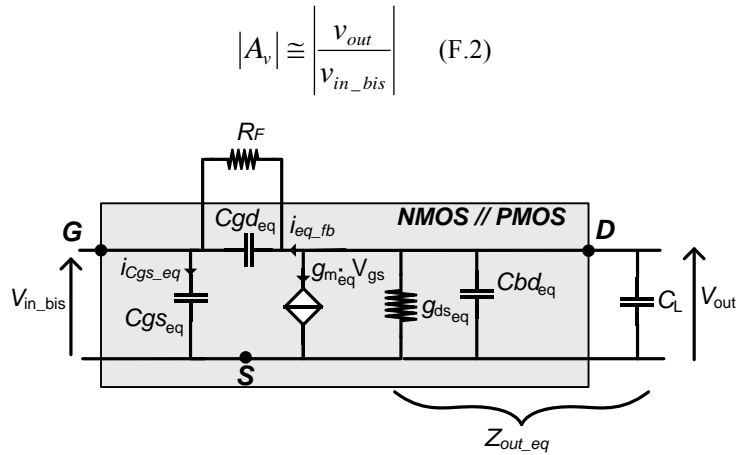 |A_v| ≅ |v_out / v_in_bis| (F.2)
R_F
NMOS // PMOS
G
Cgd_eq
i_eq_fb
D
i_Cgs_eq
g_m_eq·V_gs
Cbd_eq
V_in_bis
Cgs_eq
g_ds_eq
C_L
V_out
S
Z_out_eq